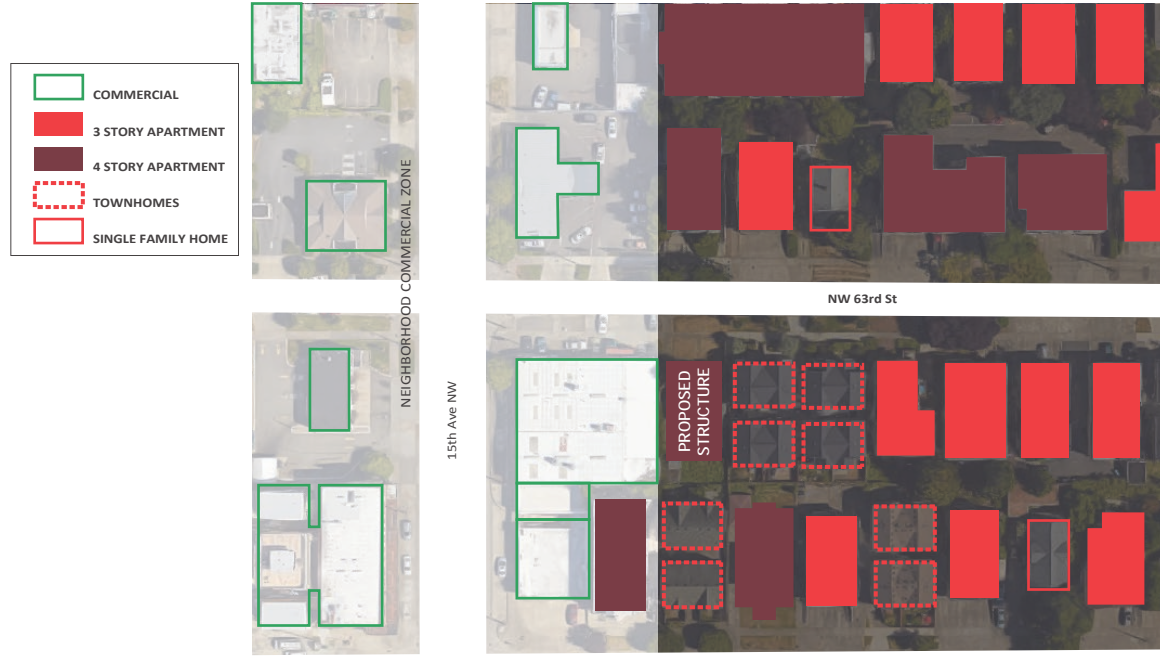 COMMERCIAL
3 STORY APARTMENT
4 STORY APARTMENT
TOWNHOMES
SINGLE FAMILY HOME
NEIGHBORHOOD COMMERCIAL ZONE
15th Ave NW
NW 63rd St
PROPOSED
STRUCTURE